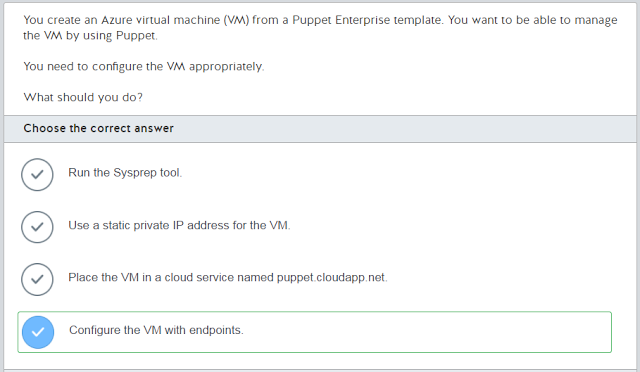 You create an Azure virtual machine (VM) from a Puppet Enterprise template. You want to be able to manage
the VM by using Puppet.
You need to configure the VM appropriately.
What should you do?
Choose the correct answer
Run the Sysprep tool.
Use a static private IP address for the VM.
Place the VM in a cloud service named puppet.cloudapp.net.
Configure the VM with endpoints.